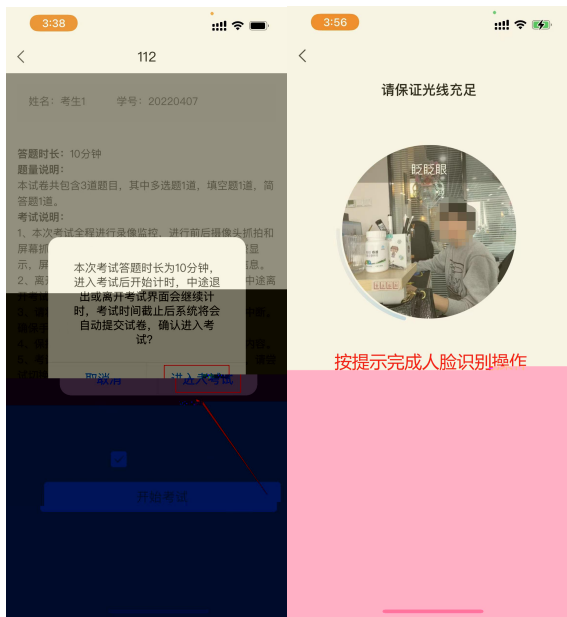 3:38
112
姓名：考生1 学号：20220407
答题时长：10分钟
题量说明：
本试卷共包含3道题目，其中多选题1道，填空题1道，简
答题1道。
考试说明：
1、本次考试全程进行录像监控，进行前后摄像头抓拍和
屏幕抓
示，屏
息。
2、离开
中途离
本次考试答题时长为10分钟，
进入考试后开始计时，中途退
出或离开考试界面会继续计
时，考试时间截止后系统将会
自动提交试卷，确认进入考
试？
取消 进入考试
开始考试
3:56
请保证光线充足
眨眨眼
按提示完成人脸识别操作